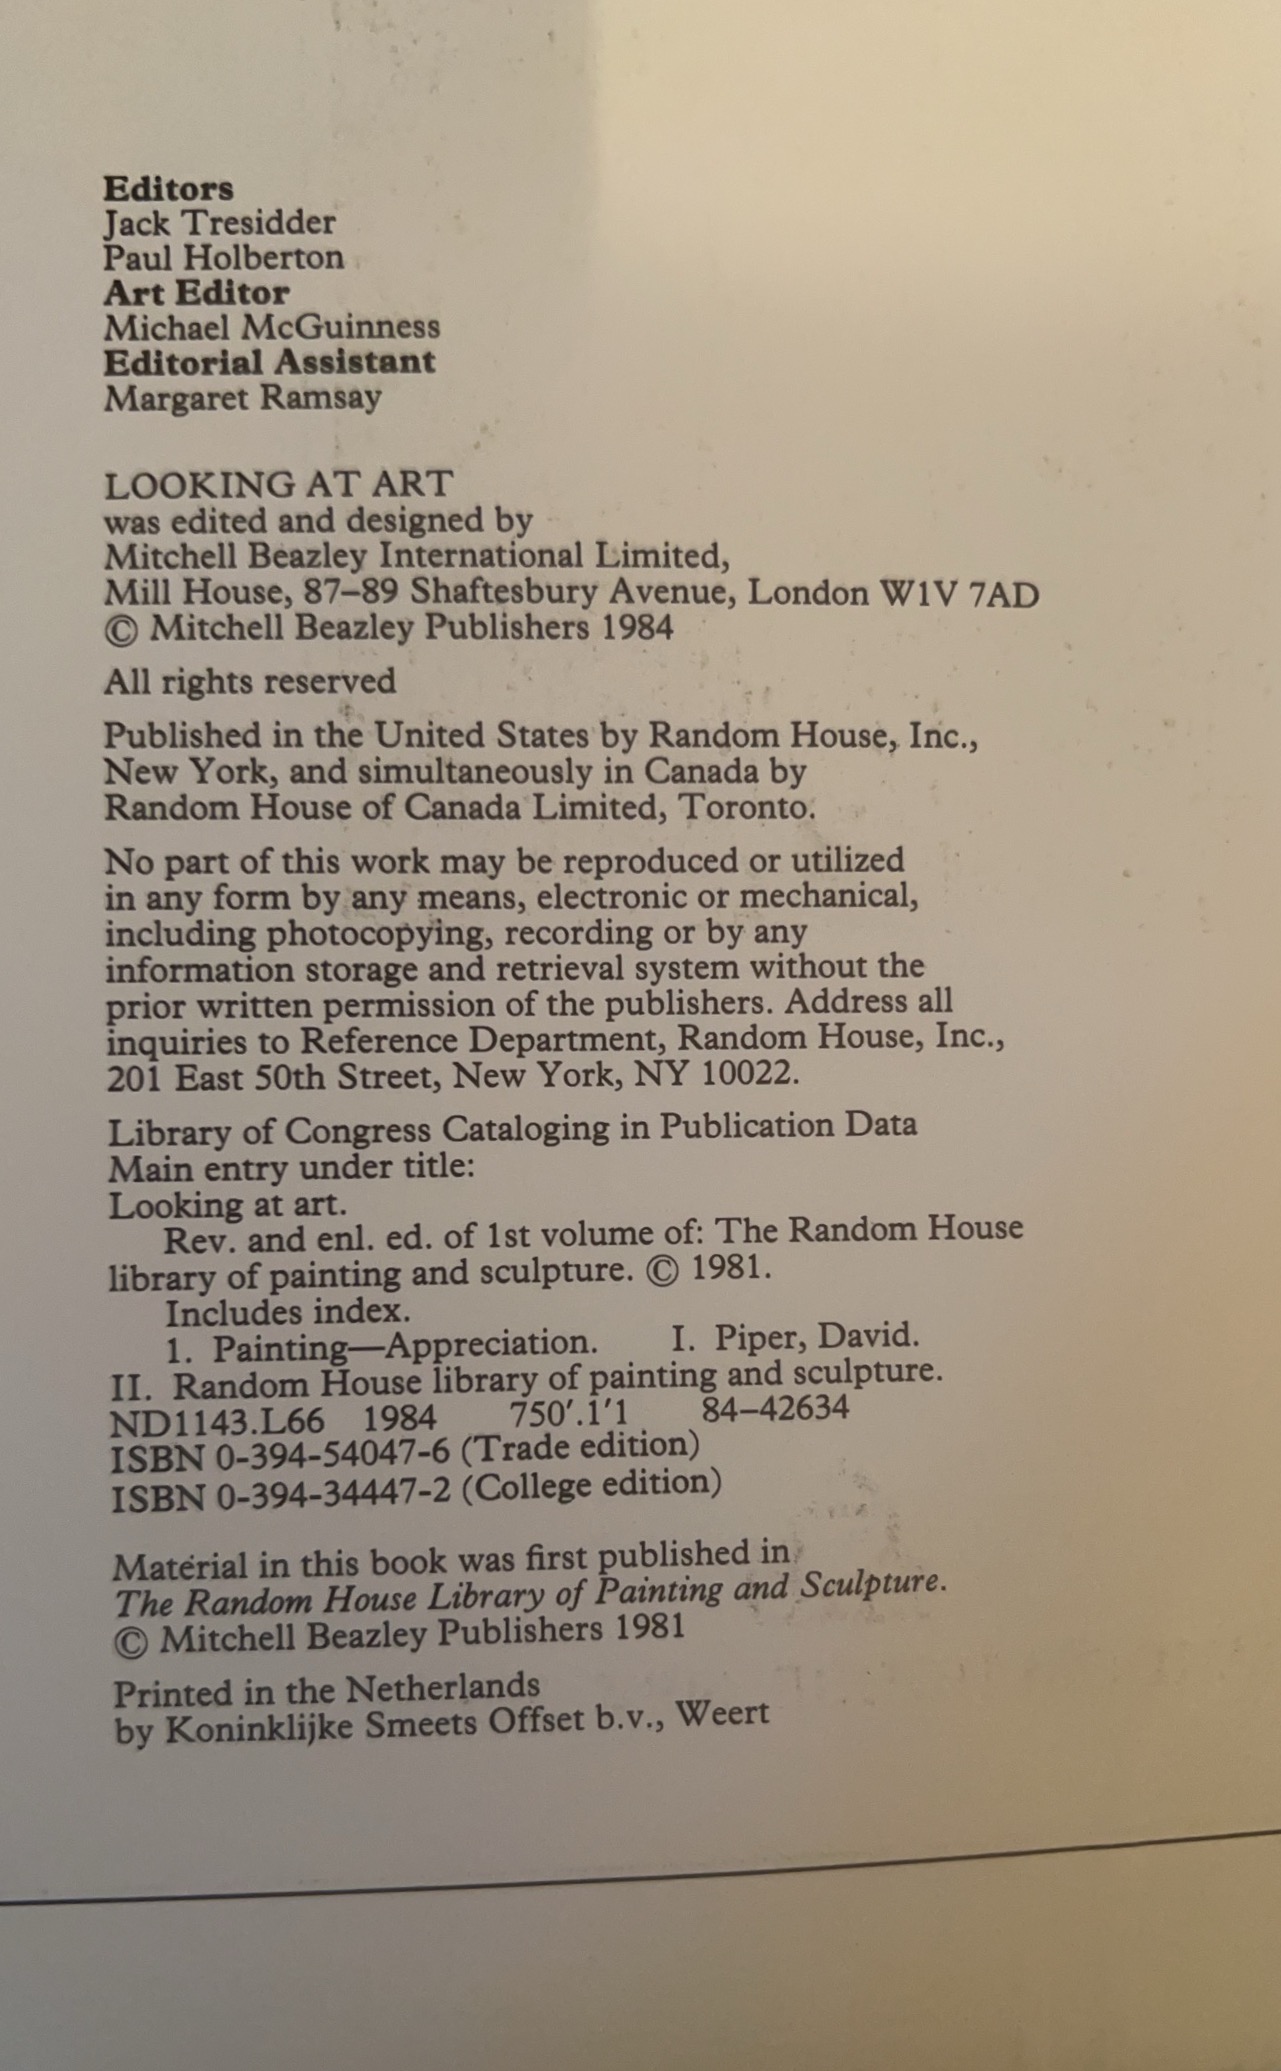 Editors
Jack Tresidder
Paul Holberton
Art Editor
Michael McGuinness
Editorial Assistant
Margaret Ramsay
LOOKING AT ART
was edited and designed by
Mitchell Beazley International Limited,
Mill House, 87–89 Shaftesbury Avenue, London W1V 7AD
© Mitchell Beazley Publishers 1984
All rights reserved
Published in the United States by Random House, Inc.,
New York, and simultaneously in Canada by
Random House of Canada Limited, Toronto.
No part of this work may be reproduced or utilized
in any form by any means, electronic or mechanical,
including photocopying, recording or by any
information storage and retrieval system without the
prior written permission of the publishers. Address all
inquiries to Reference Department, Random House, Inc.,
201 East 50th Street, New York, NY 10022.
Library of Congress Cataloging in Publication Data
Main entry under title:
Looking at art.
Rev. and enl. ed. of 1st volume of: The Random House
library of painting and sculpture. © 1981.
Includes index.
1. Painting—Appreciation. I. Piper, David.
II. Random House library of painting and sculpture.
ND1143.L66 1984 750′.1′1 84–42634
ISBN 0-394-54047-6 (Trade edition)
ISBN 0-394-34447-2 (College edition)
Material in this book was first published in
The Random House Library of Painting and Sculpture.
© Mitchell Beazley Publishers 1981
Printed in the Netherlands
by Koninklijke Smeets Offset b.v., Weert